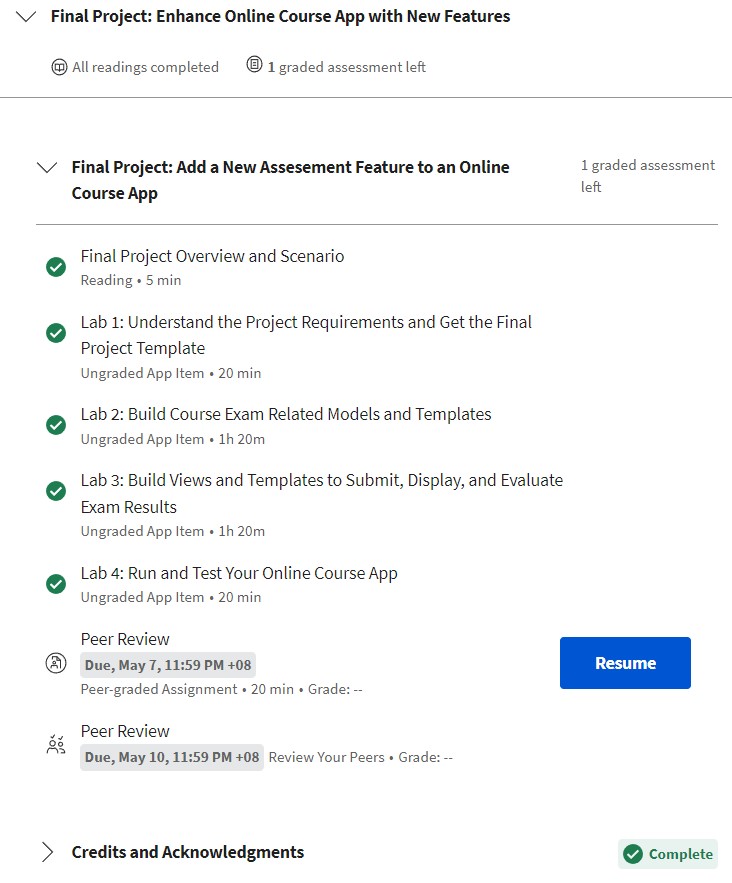 Final Project: Enhance Online Course App with New Features
All readings completed
1 graded assessment left
Final Project: Add a New Assesement Feature to an Online
Course App
1 graded assessment
left
Final Project Overview and Scenario
Reading • 5 min
Lab 1: Understand the Project Requirements and Get the Final
Project Template
Ungraded App Item • 20 min
Lab 2: Build Course Exam Related Models and Templates
Ungraded App Item • 1h 20m
Lab 3: Build Views and Templates to Submit, Display, and Evaluate
Exam Results
Ungraded App Item • 1h 20m
Lab 4: Run and Test Your Online Course App
Ungraded App Item • 20 min
Peer Review
Due, May 7, 11:59 PM +08
Peer-graded Assignment • 20 min • Grade: --
Resume
Peer Review
Due, May 10, 11:59 PM +08 Review Your Peers • Grade: --
Credits and Acknowledgments
Complete